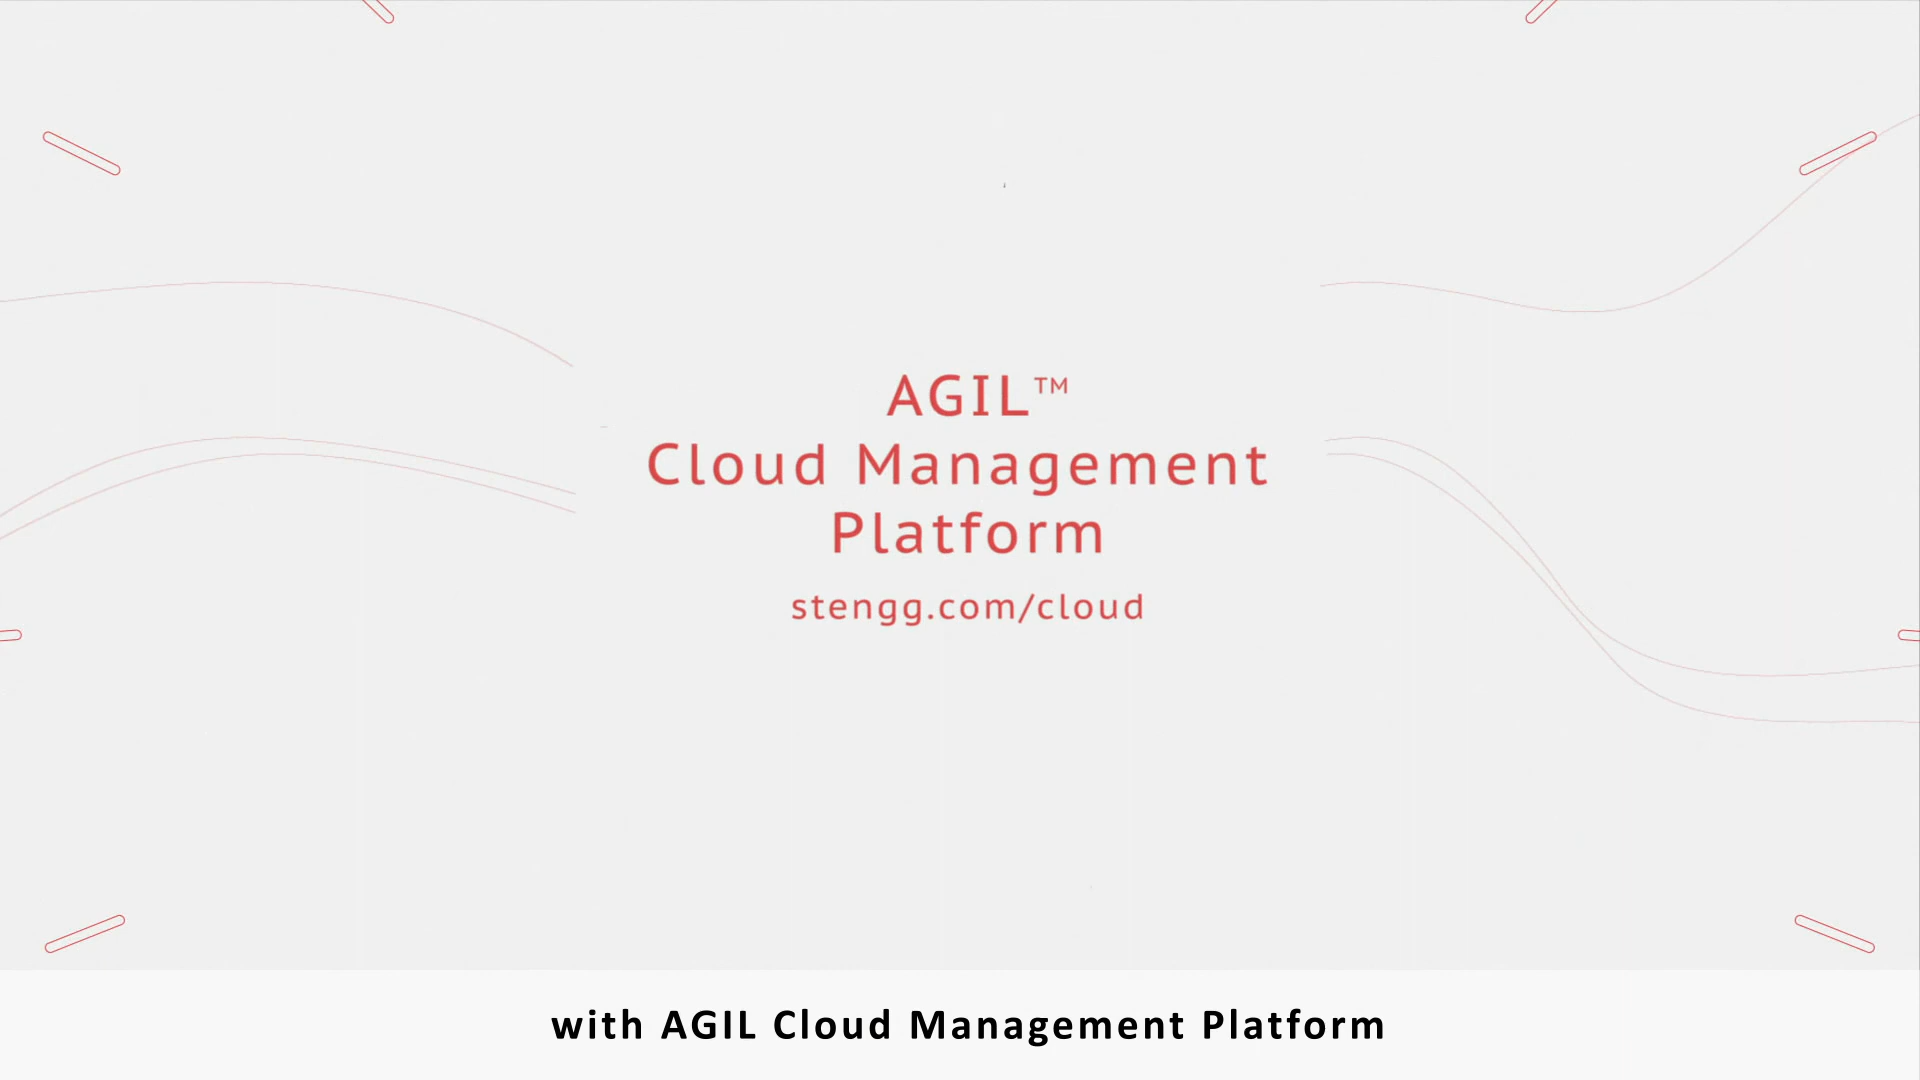 AGIL™
Cloud Management
Platform
stengg.com/cloud
with AGIL Cloud Management Platform